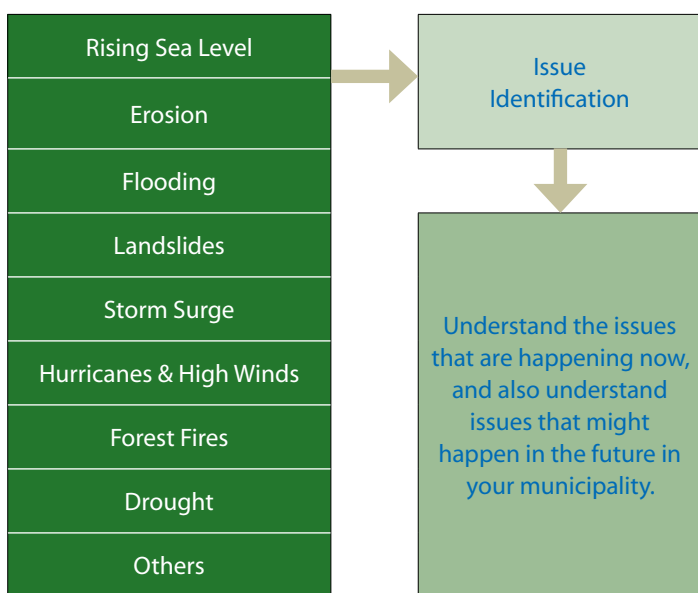 Rising Sea Level
Erosion
Flooding
Landslides
Storm Surge
Hurricanes & High Winds
Forest Fires
Drought
Others
Issue
Identification
Understand the issues
that are happening now,
and also understand
issues that might
happen in the future in
your municipality.